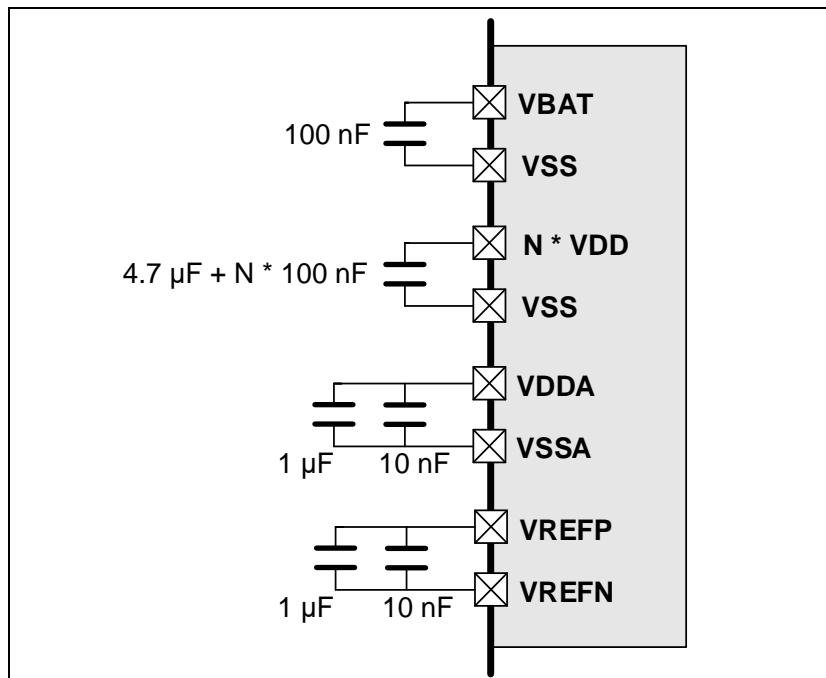 VBAT
100 nF
VSS
N * VDD
4.7 µF + N * 100 nF
VSS
VDDA
VSSA
1 µF
10 nF
VREFP
VREFN
1 µF
10 nF